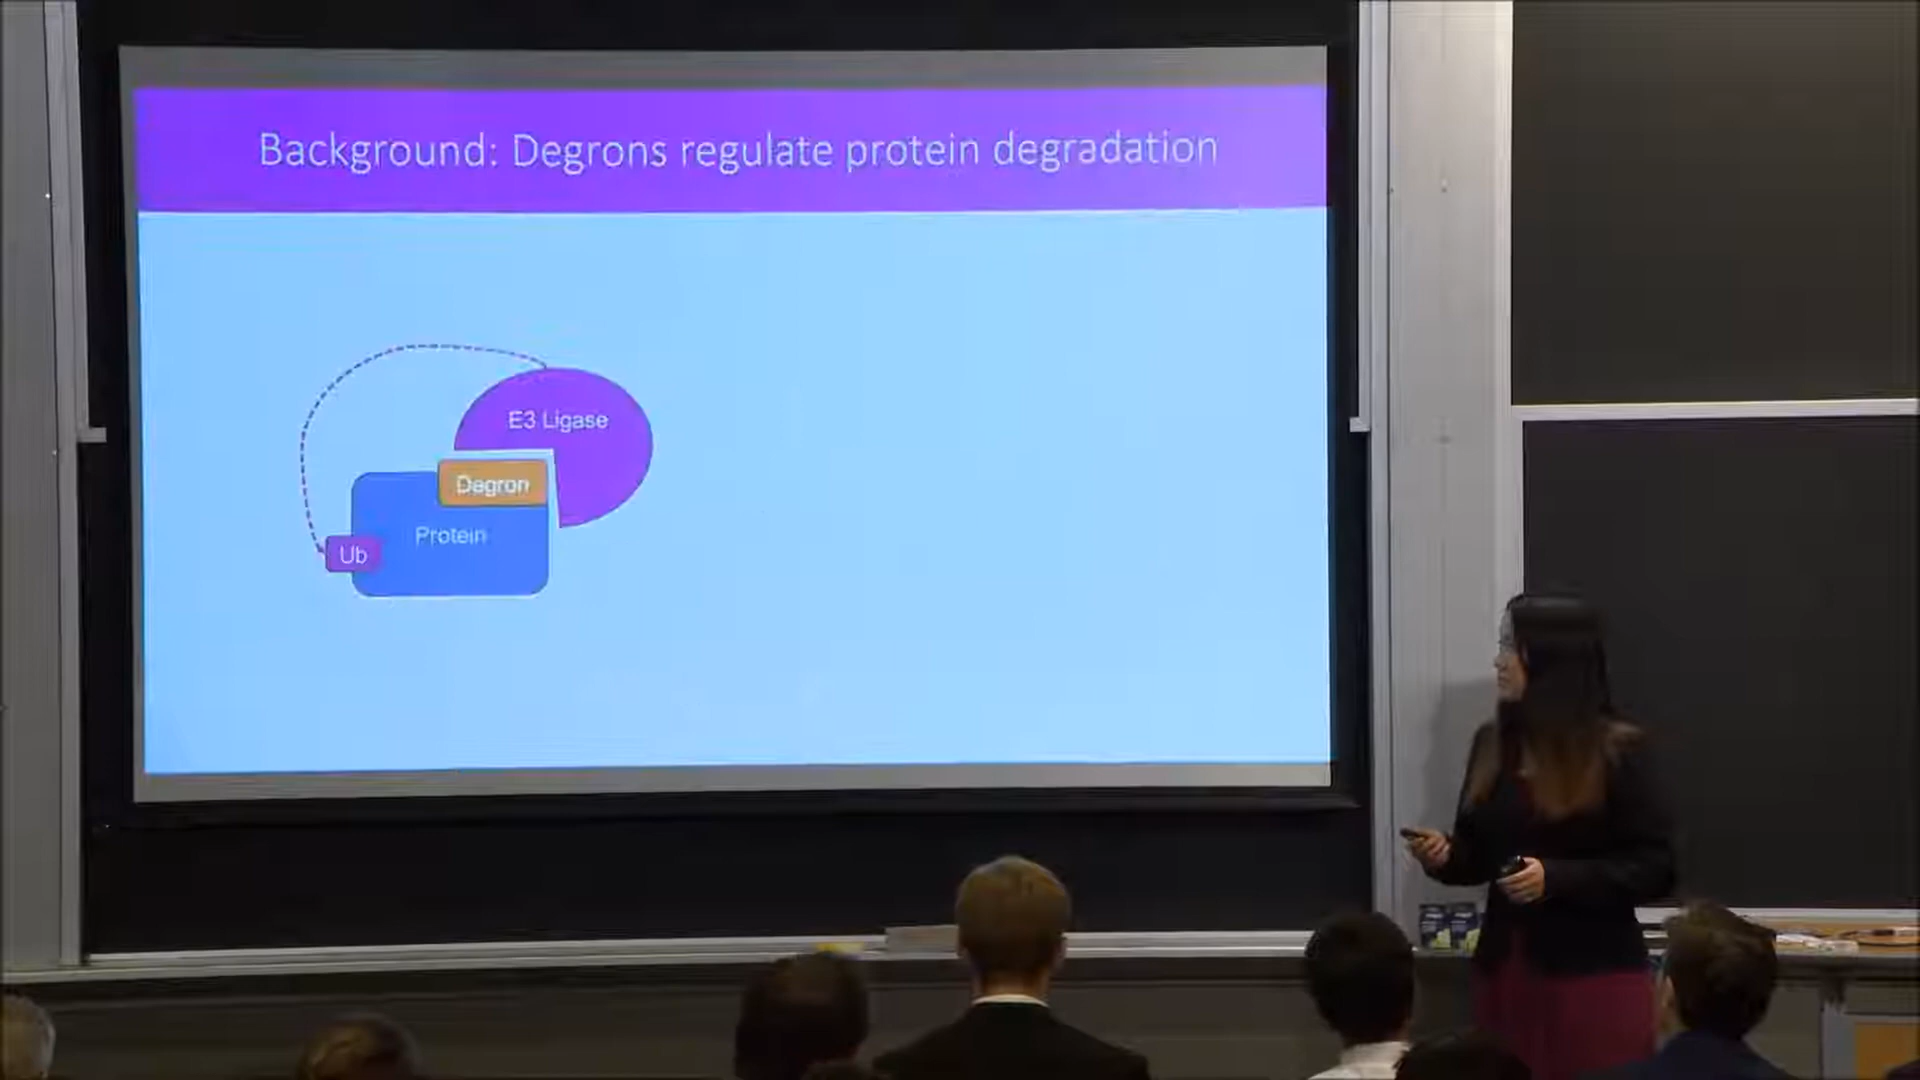 Background: Degrons regulate protein degradation
E3 Ligase
Degron
Protein
Ub